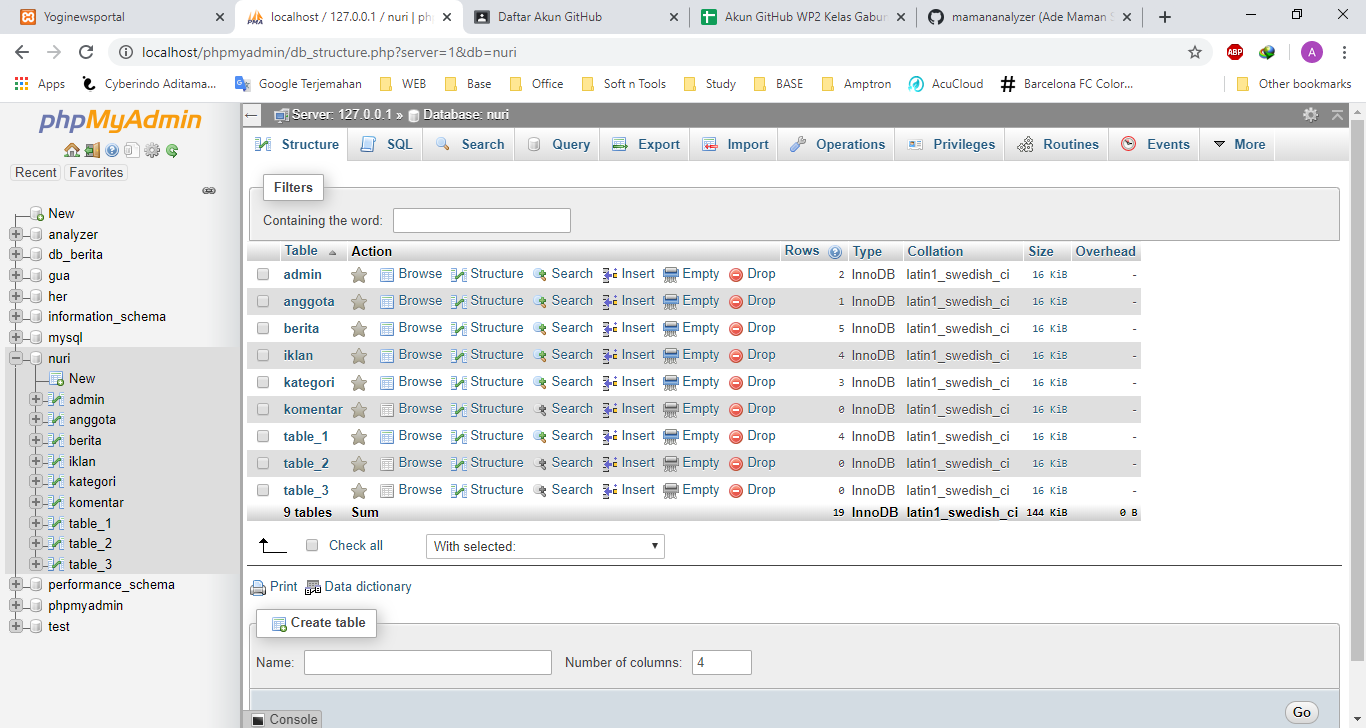 Yoginewsportal
localhost / 127.0.0.1 / nuri | ph
Daftar Akun GitHub
Akun GitHub WP2 Kelas Gabun
mamananalyzer (Ade Maman S
localhost/phpmyadmin/db_structure.php?server=1&db=nuri
ABP
A
Apps
Cyberindo Aditama...
Google Terjemahan
WEB
Base
Office
Soft n Tools
Study
BASE
Amptron
AcuCloud
Barcelona FC Color...
Other bookmarks
phpMyAdmin
Recent Favorites
New
analyzer
db_berita
gua
her
information_schema
mysql
nuri
New
admin
anggota
berita
iklan
kategori
komentar
table_1
table_2
table_3
performance_schema
phpmyadmin
test
Server: 127.0.0.1 » Database: nuri
Structure SQL Search Query Export Import Operations Privileges Routines Events More
Filters
Containing the word:
Table Action Rows Type Collation Size Overhead
admin Browse Structure Search Insert Empty Drop 2 InnoDB latin1_swedish_ci 16 KiB -
anggota Browse Structure Search Insert Empty Drop 1 InnoDB latin1_swedish_ci 16 KiB -
berita Browse Structure Search Insert Empty Drop 5 InnoDB latin1_swedish_ci 16 KiB -
iklan Browse Structure Search Insert Empty Drop 4 InnoDB latin1_swedish_ci 16 KiB -
kategori Browse Structure Search Insert Empty Drop 3 InnoDB latin1_swedish_ci 16 KiB -
komentar Browse Structure Search Insert Empty Drop 0 InnoDB latin1_swedish_ci 16 KiB -
table_1 Browse Structure Search Insert Empty Drop 4 InnoDB latin1_swedish_ci 16 KiB -
table_2 Browse Structure Search Insert Empty Drop 0 InnoDB latin1_swedish_ci 16 KiB -
table_3 Browse Structure Search Insert Empty Drop 0 InnoDB latin1_swedish_ci 16 KiB -
9 tables Sum 19 InnoDB latin1_swedish_ci 144 KiB 0 B
Check all With selected:
Print Data dictionary
Create table
Name: Number of columns: 4
Go
Console